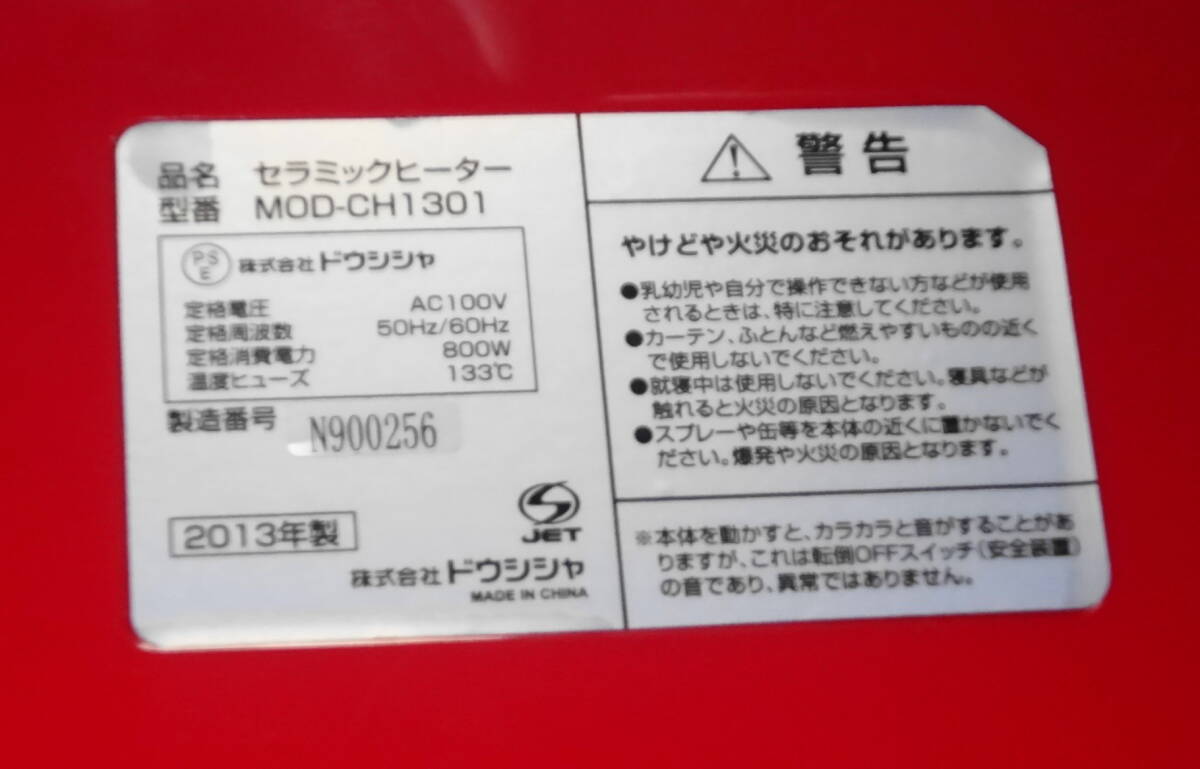 品名 セラミックヒーター
型番 MOD-CH1301
PSE 株式会社 ドウシシャ
定格電圧 AC100V
定格周波数 50Hz/60Hz
定格消費電力 800W
温度ヒューズ 133℃
製造番号 N900256
2013年製
JET
株式会社 ドウシシャ
MADE IN CHINA
警告
やけどや火災のおそれがあります。
●乳幼児や自分で操作できない方などが使用
されるときは、特に注意してください。
●カーテン、ふとんなど燃えやすいものの近く
で使用しないでください。
●就寝中は使用しないでください。寝具などが
触れると火災の原因となります。
●スプレーや缶等を本体の近くに置かないでく
ださい。爆発や火災の原因となります。
※本体を動かすと、カラカラと音がすることがあ
りますが、これは転倒OFFスイッチ(安全装置)
の音であり、異常ではありません。